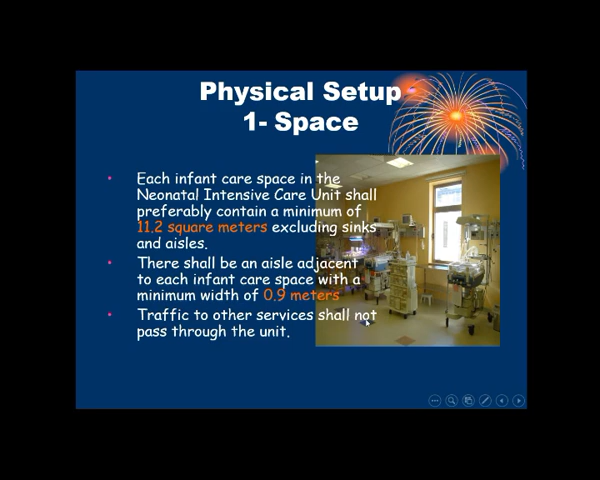 Physical Setup
1- Space
• Each infant care space in the
Neonatal Intensive Care Unit shall
preferably contain a minimum of
11.2 square meters excluding sinks
and aisles.
• There shall be an aisle adjacent
to each infant care space with a
minimum width of 0.9 meters
• Traffic to other services shall not
pass through the unit.